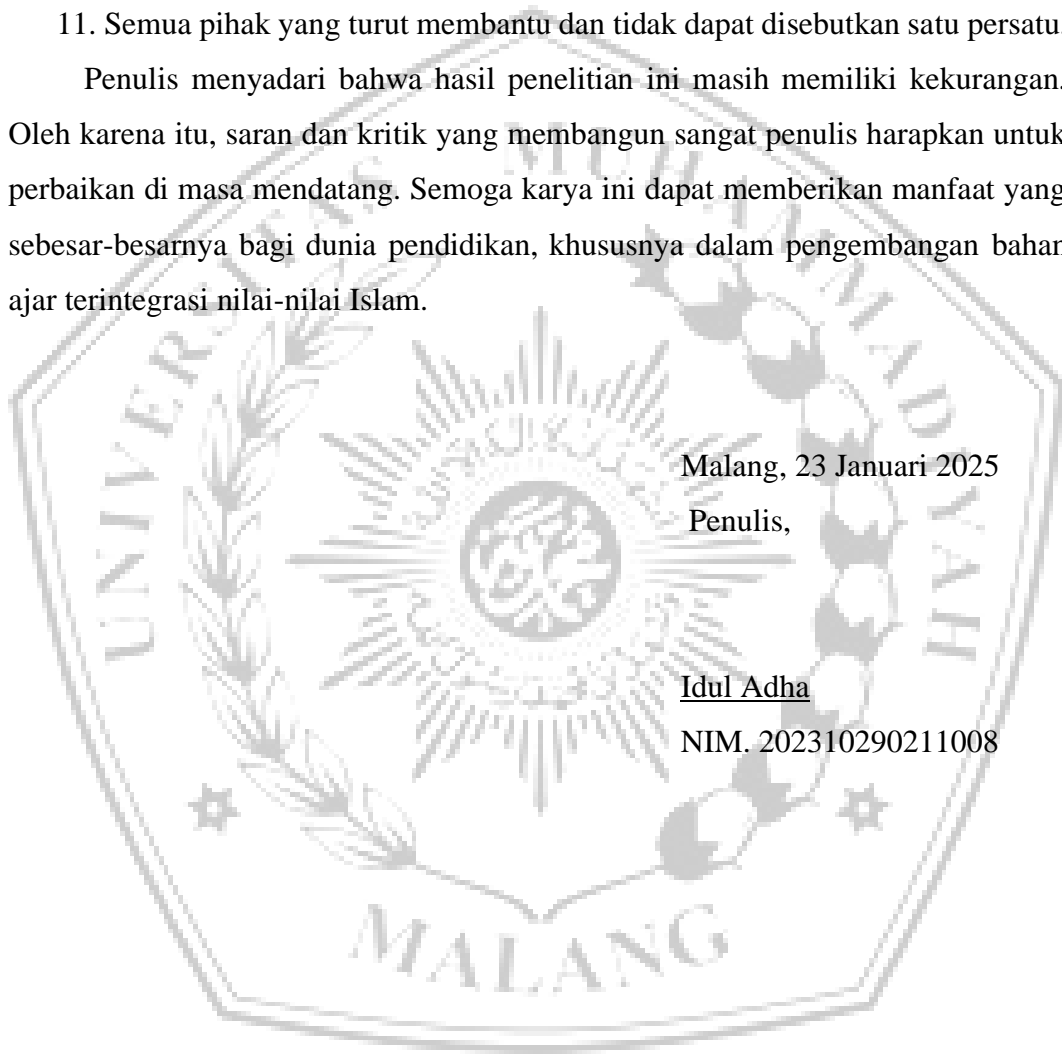 11. Semua pihak yang turut membantu dan tidak dapat disebutkan satu persatu.
Penulis menyadari bahwa hasil penelitian ini masih memiliki kekurangan.
Oleh karena itu, saran dan kritik yang membangun sangat penulis harapkan untuk
perbaikan di masa mendatang. Semoga karya ini dapat memberikan manfaat yang
sebesar-besarnya bagi dunia pendidikan, khususnya dalam pengembangan bahan
ajar terintegrasi nilai-nilai Islam.
Malang, 23 Januari 2025
Penulis,
Idul Adha
NIM. 202310290211008
UNIVERSITAS MUHAMMADIYAH
MALANG